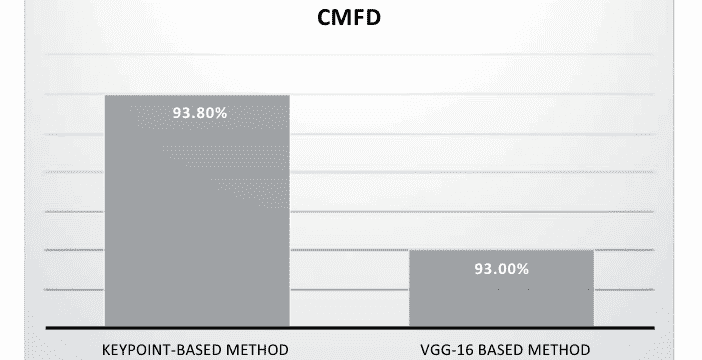 CMFD
93.80%
93.00%
KEYPOINT-BASED METHOD
VGG-16 BASED METHOD